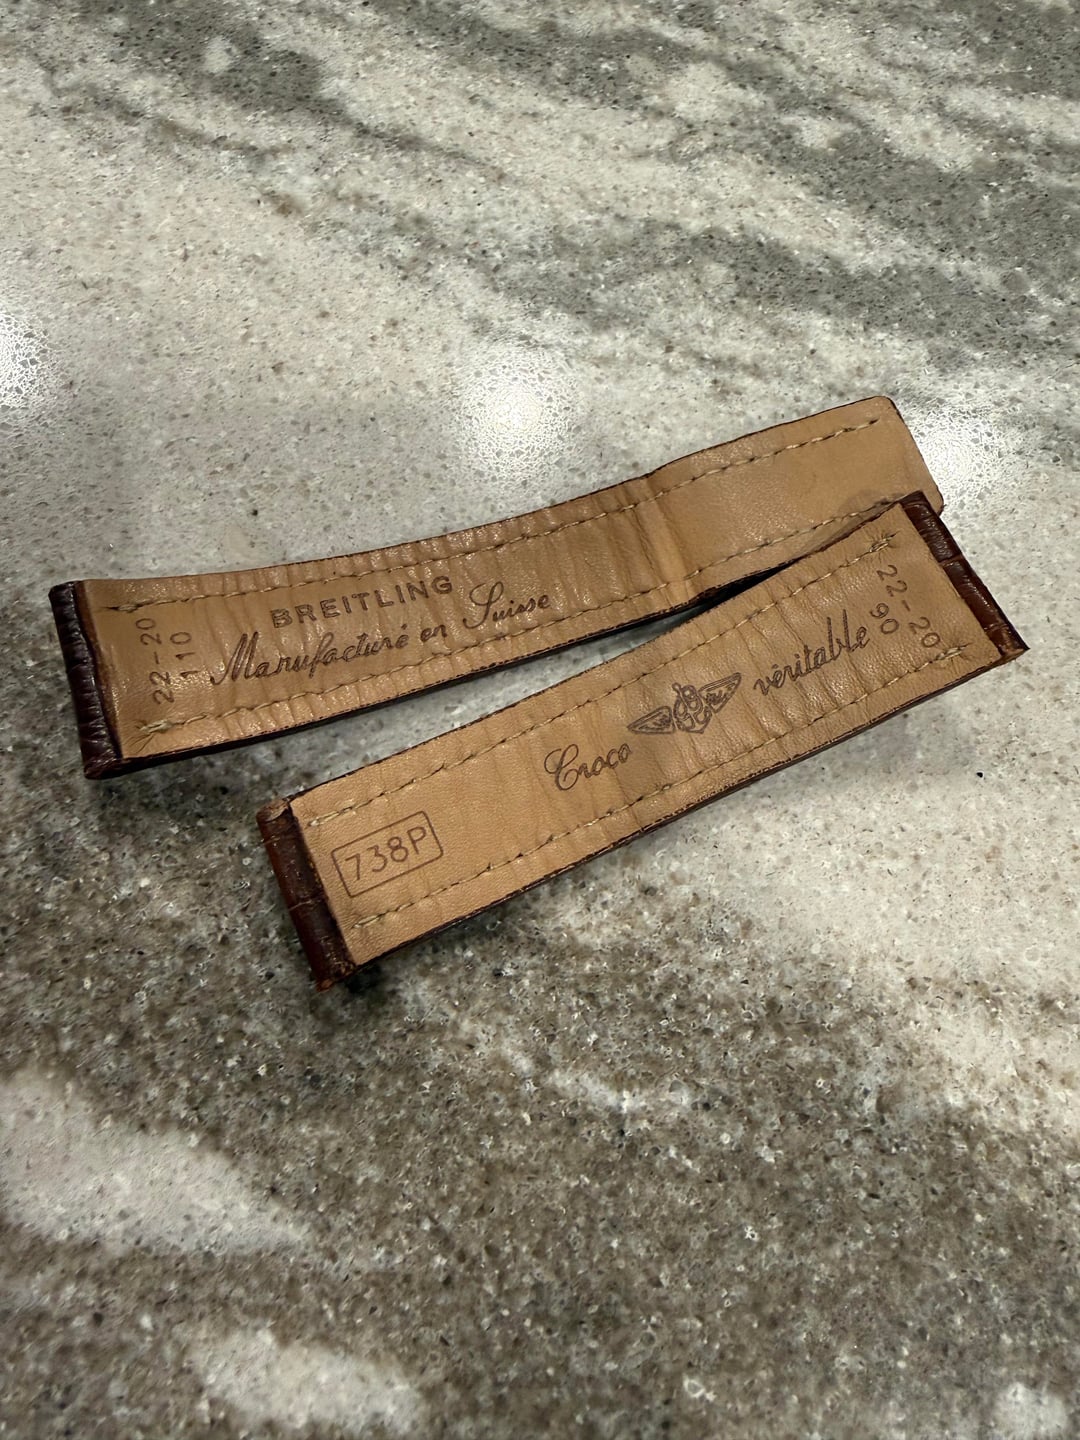 BREITLING
Manufacturé en Suisse
22-20
110
Croco véritable
22-20
90
738P